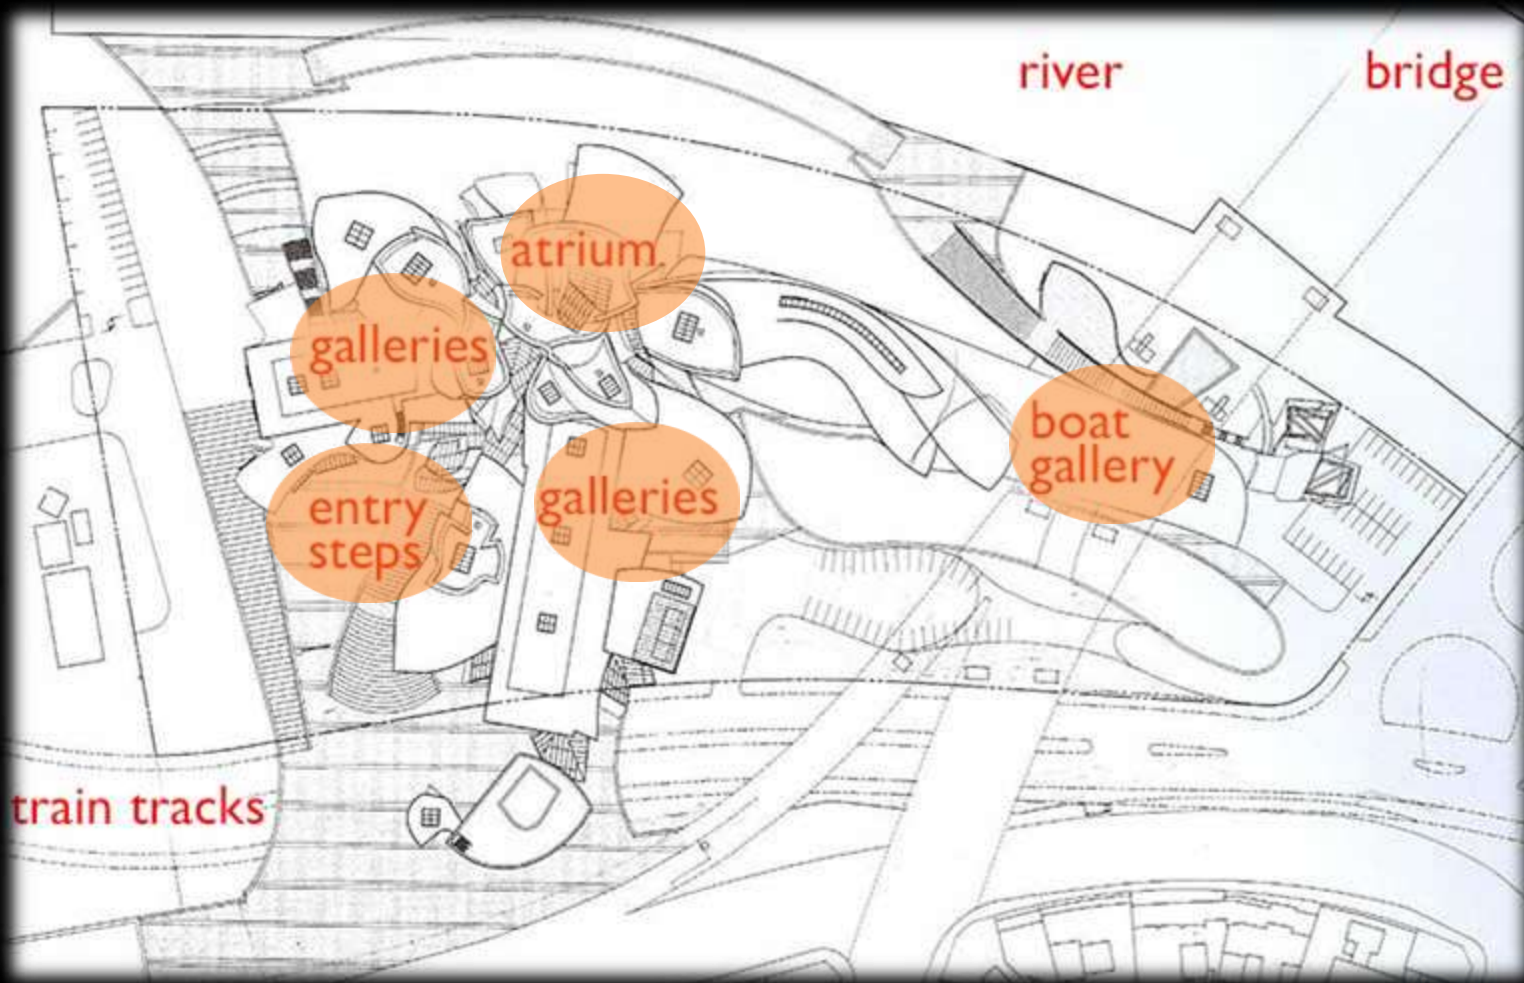 river
bridge
atrium
galleries
boat
gallery
entry
steps
galleries
train tracks